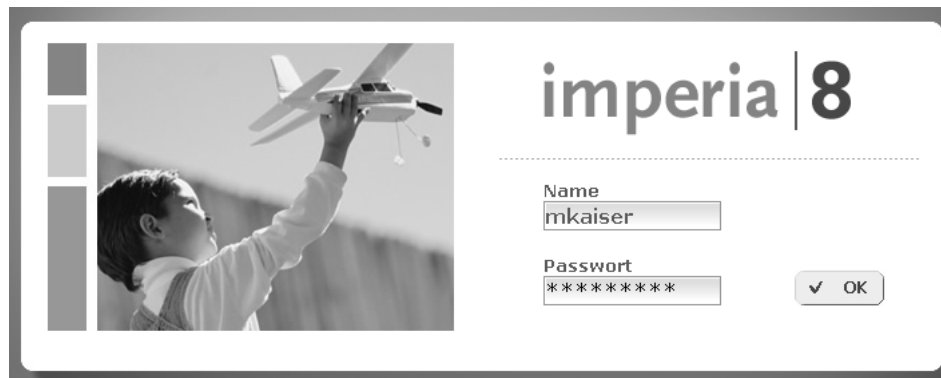 imperia|8
Name
mkaiser
Passwort
*********
✓ OK